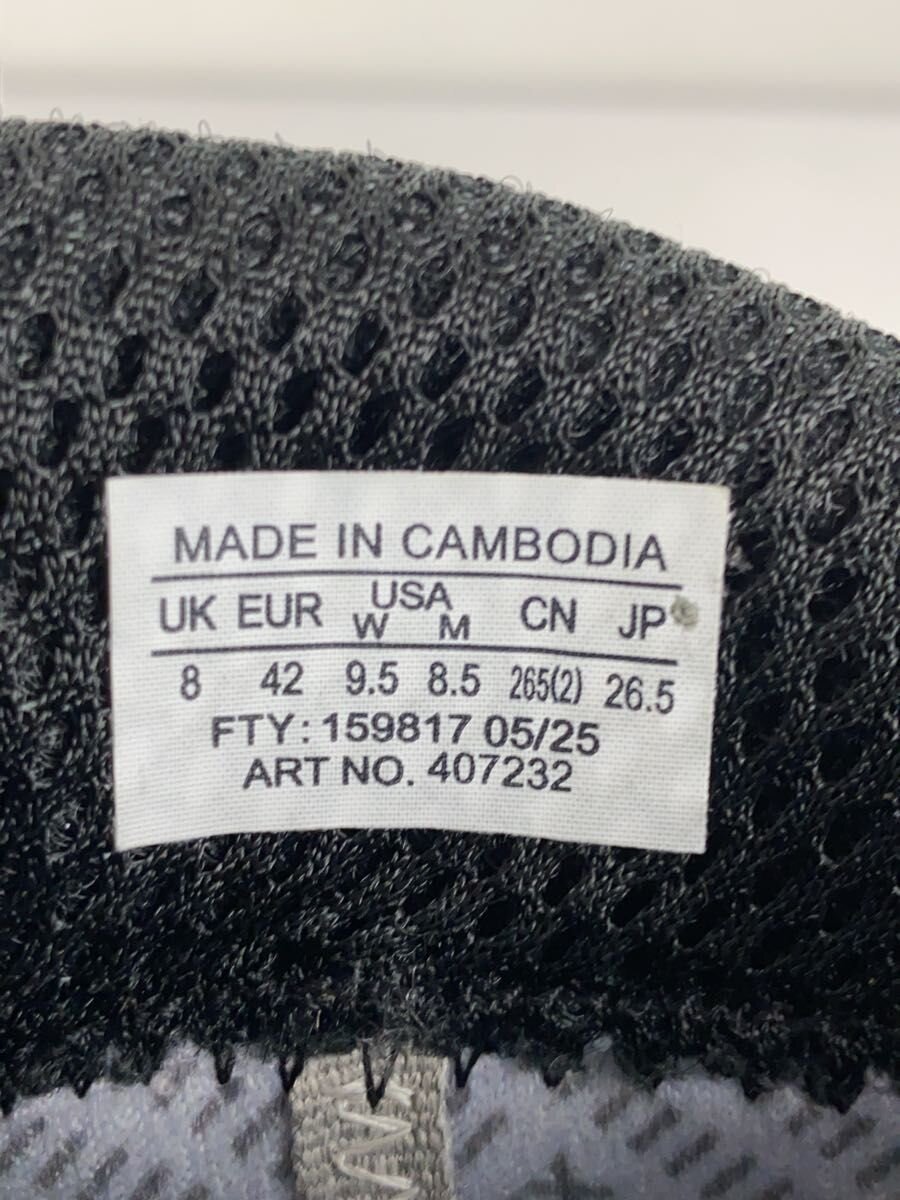 MADE IN CAMBODIA
UK EUR USA W M CN JP
8 42 9.5 8.5 265(2) 26.5
FTY: 159817 05/25
ART NO. 407232